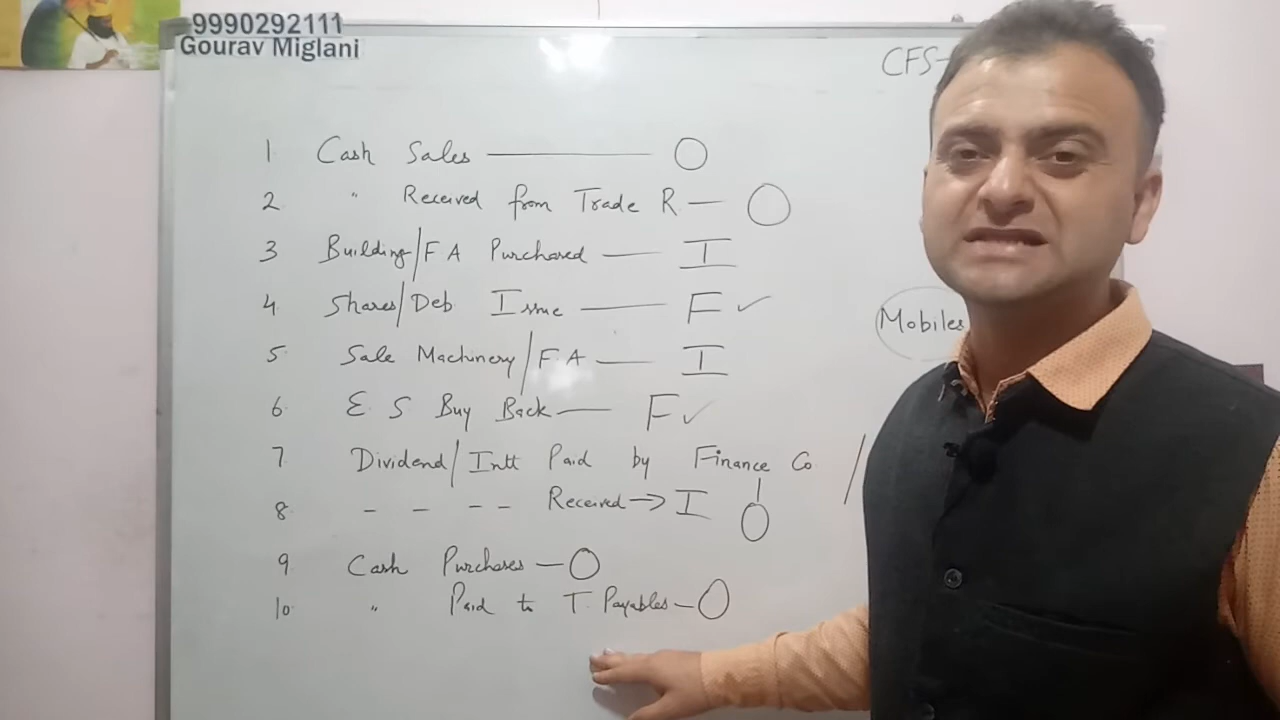 9990292111
Gourav Miglani
CFS-
1 Cash Sales — O
2 " Received from Trade R — O
3 Building/F A Purchased — I
4 Shares/Deb Issue — F ✓
5 Sale Machinery/F A — I
6 E S Buy Back — F ✓
7 Dividend/Intt Paid by Finance Co /
8 - - - - Received → I O
9 Cash Purchases — O
10 " Paid to T. Payables — O
Mobiles